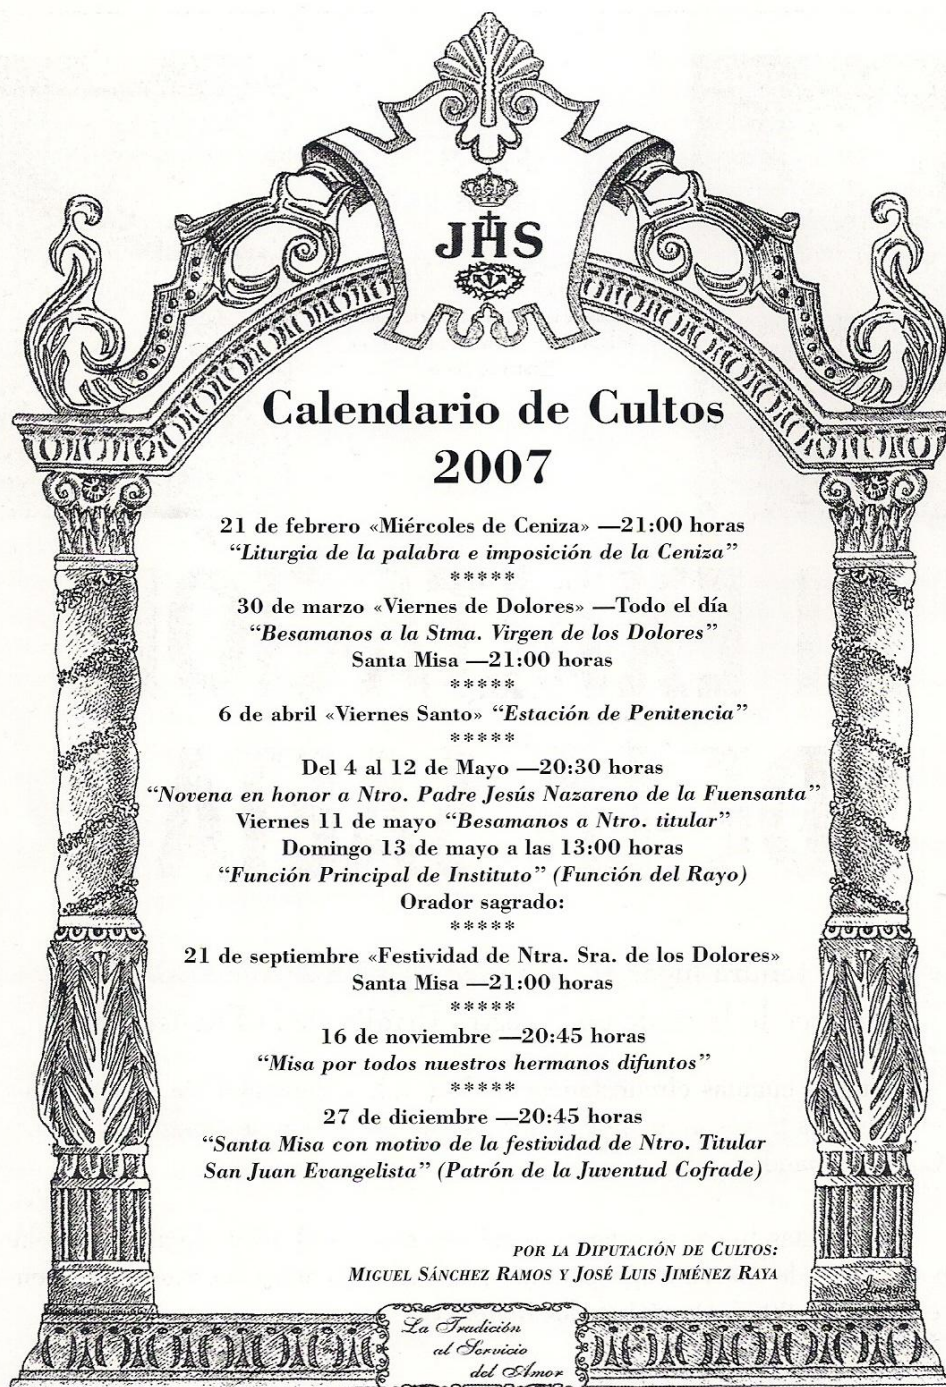 JHS
Calendario de Cultos
2007
21 de febrero «Miércoles de Ceniza» —21:00 horas
“Liturgia de la palabra e imposición de la Ceniza”
*****
30 de marzo «Viernes de Dolores» —Todo el día
“Besamanos a la Stma. Virgen de los Dolores”
Santa Misa —21:00 horas
*****
6 de abril «Viernes Santo» “Estación de Penitencia”
*****
Del 4 al 12 de Mayo —20:30 horas
“Novena en honor a Ntro. Padre Jesús Nazareno de la Fuensanta”
Viernes 11 de mayo “Besamanos a Ntro. titular”
Domingo 13 de mayo a las 13:00 horas
“Función Principal de Instituto” (Función del Rayo)
Orador sagrado:
*****
21 de septiembre «Festividad de Ntra. Sra. de los Dolores»
Santa Misa —21:00 horas
*****
16 de noviembre —20:45 horas
“Misa por todos nuestros hermanos difuntos”
*****
27 de diciembre —20:45 horas
“Santa Misa con motivo de la festividad de Ntro. Titular
San Juan Evangelista” (Patrón de la Juventud Cofrade)
POR LA DIPUTACIÓN DE CULTOS:
MIGUEL SÁNCHEZ RAMOS Y JOSÉ LUIS JIMÉNEZ RAYA
La Tradición
al Servicio
del Amor